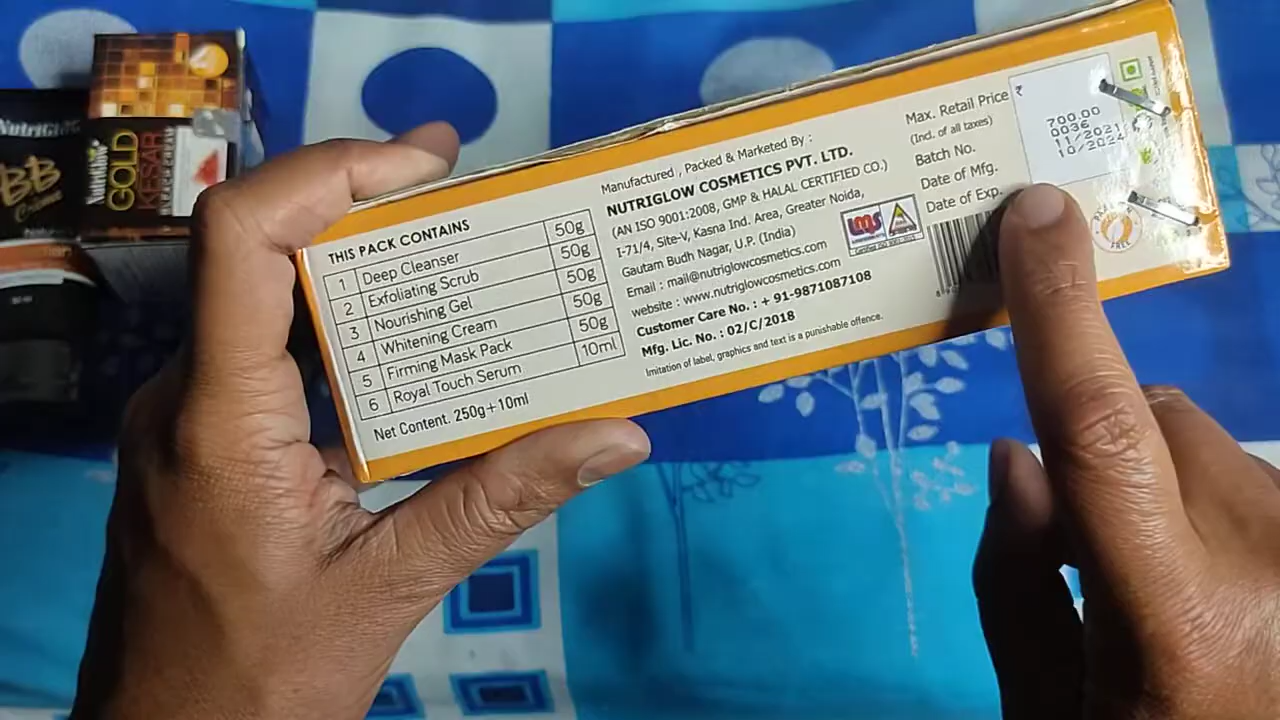 THIS PACK CONTAINS
1 Deep Cleanser 50g
2 Exfoliating Scrub 50g
3 Nourishing Gel 50g
4 Whitening Cream 50g
5 Firming Mask Pack 50g
6 Royal Touch Serum 10ml
Net Content. 250g+10ml
Manufactured , Packed & Marketed By :
NUTRIGLOW COSMETICS PVT. LTD.
(AN ISO 9001:2008, GMP & HALAL CERTIFIED CO.)
I-71/4, Site-V, Kasna Ind. Area, Greater Noida,
Gautam Budh Nagar, U.P. (India)
Email : mail@nutriglowcosmetics.com
website : www.nutriglowcosmetics.com
Customer Care No. : + 91-9871087108
Mfg. Lic. No. : 02/C/2018
Imitation of label, graphics and text is a punishable offence.
Max. Retail Price ₹
(Incl. of all taxes)
Batch No.
Date of Mfg.
Date of Exp.
700.00
0036
11/2021
10/2024
FREE
NutriGlow
GOLD
KESAR
BB
Creme